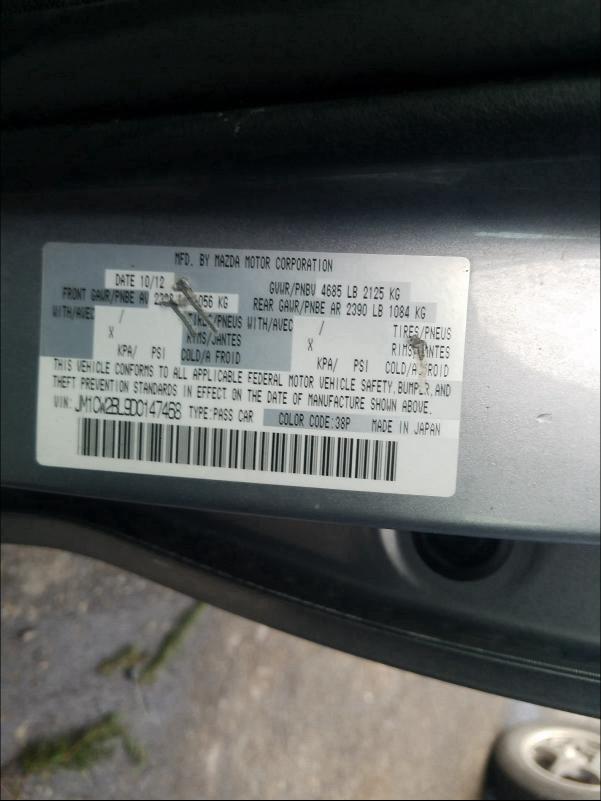 MFD. BY MAZDA MOTOR CORPORATION
DATE 10/12 GVWR/PNBV 4685 LB 2125 KG
FRONT GAWR/PNBE AV 056 KG REAR GAWR/PNBE AR 2390 LB 1084 KG
WITH/AVEC / TIRES/PNEUS WITH/AVEC / TIRES/PNEUS
X RIMS/JANTES X RIMS/JANTES
KPA/ PSI COLD/A FROID KPA/ PSI COLD/A FROID
THIS VEHICLE CONFORMS TO ALL APPLICABLE FEDERAL MOTOR VEHICLE SAFETY, BUMPER, AND
THEFT PREVENTION STANDARDS IN EFFECT ON THE DATE OF MANUFACTURE SHOWN ABOVE.
VIN: JM1CW2BL9D0147458 TYPE:PASS CAR COLOR CODE:38P MADE IN JAPAN